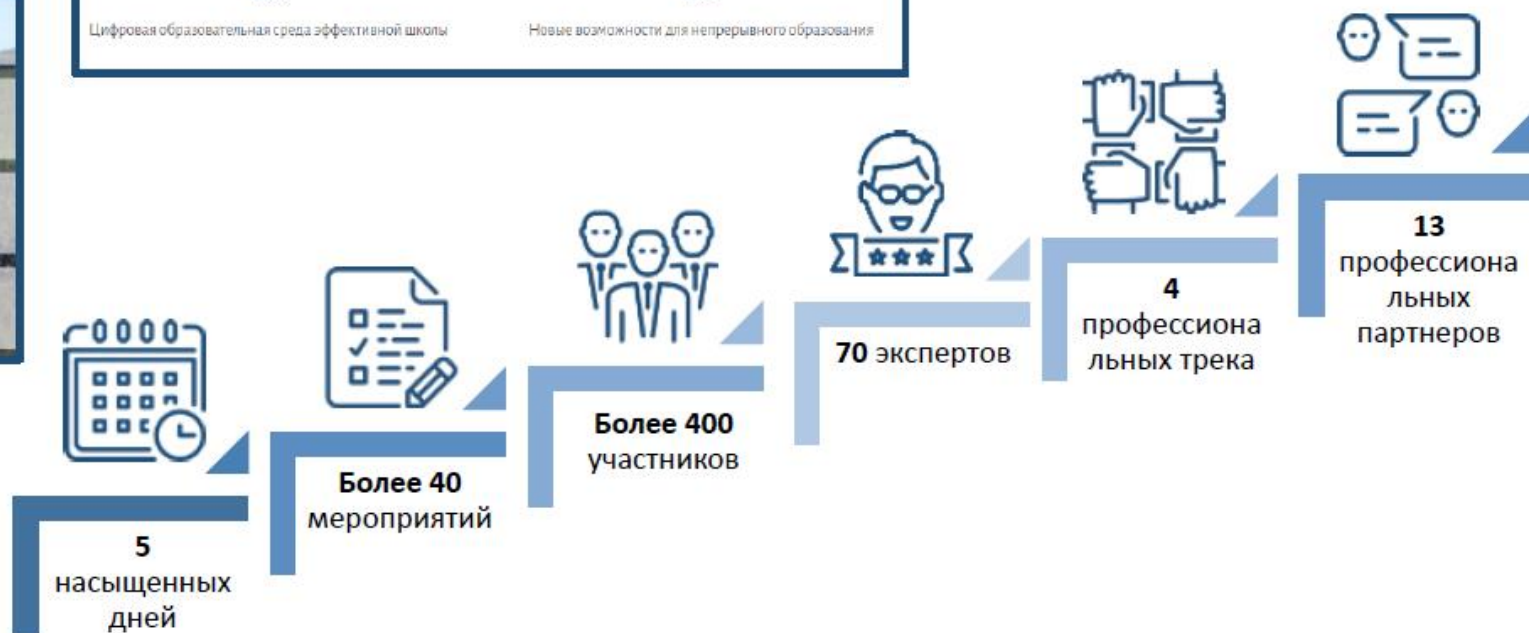 Цифровая образовательная среда эффективной школы
Новые возможности для непрерывного образования
5
насыщенных
дней
Более 40
мероприятий
Более 400
участников
70 экспертов
4
профессиона
льных трека
13
профессиона
льных
партнеров